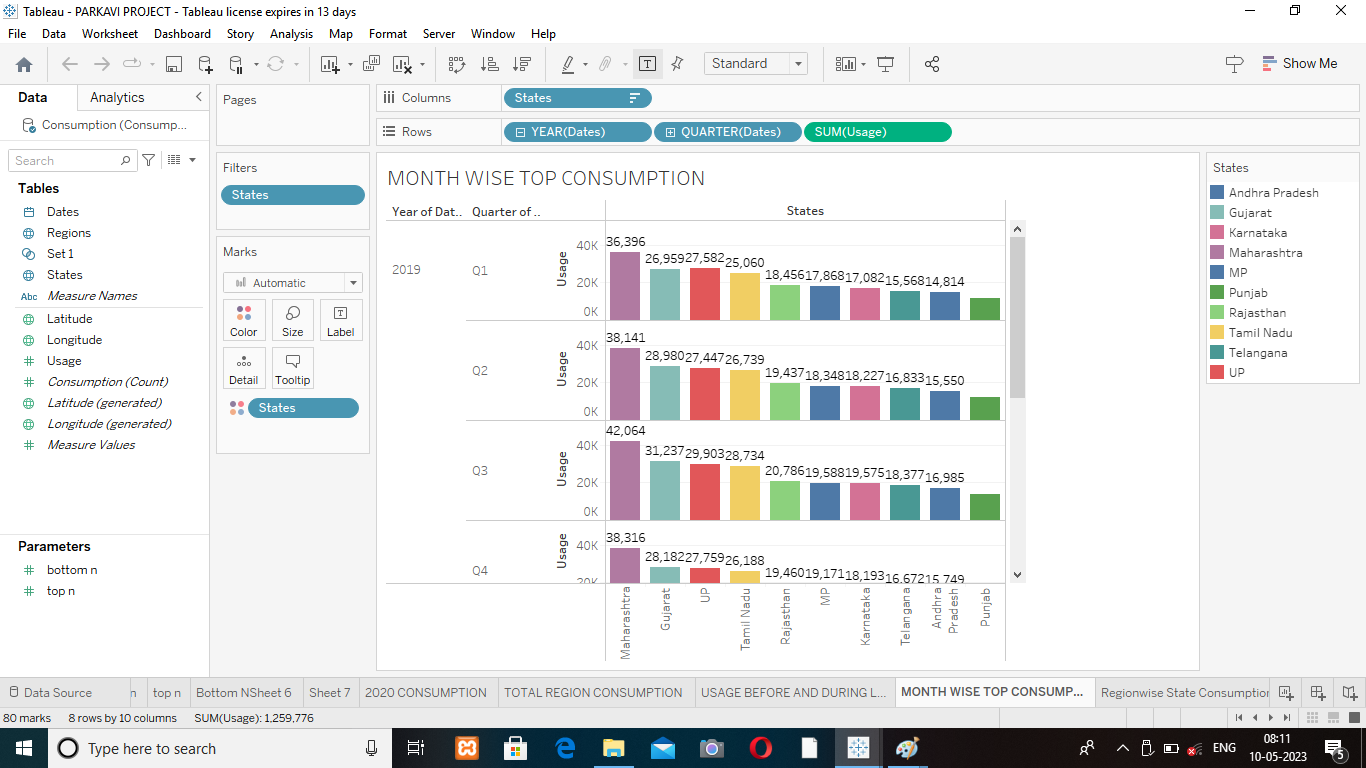 Tableau - PARKAVI PROJECT - Tableau license expires in 13 days
File Data Worksheet Dashboard Story Analysis Map Format Server Window Help
Standard
Show Me
Data Analytics
Consumption (Consump...
Search
Tables
Dates
Regions
Set 1
States
Abc Measure Names
Latitude
Longitude
Usage
Consumption (Count)
Latitude (generated)
Longitude (generated)
Measure Values
Parameters
bottom n
top n
Pages
Filters
States
Marks
Automatic
Color Size Label
Detail Tooltip
States
Columns States
Rows YEAR(Dates) QUARTER(Dates) SUM(Usage)
MONTH WISE TOP CONSUMPTION
Year of Dat.. Quarter of .. States
2019
Q1 Usage 40K 20K 0K
36,396 26,959 27,582 25,060 18,456 17,868 17,082 15,568 14,814
Q2 Usage 40K 20K 0K
38,141 28,980 27,447 26,739 19,437 18,348 18,227 16,833 15,550
Q3 Usage 40K 20K 0K
42,064 31,237 29,903 28,734 20,786 19,588 19,575 18,377 16,985
Q4 Usage 40K 20K
38,316 28,182 27,759 26,188 19,460 19,171 18,193 16,672 15,749
Maharashtra Gujarat UP Tamil Nadu Rajasthan MP Karnataka Telangana Andhra Pradesh Punjab
States
Andhra Pradesh
Gujarat
Karnataka
Maharashtra
MP
Punjab
Rajasthan
Tamil Nadu
Telangana
UP
Data Source n top n Bottom NSheet 6 Sheet 7 2020 CONSUMPTION TOTAL REGION CONSUMPTION USAGE BEFORE AND DURING L... MONTH WISE TOP CONSUMP... Regionwise State Consumption
80 marks 8 rows by 10 columns SUM(Usage): 1,259,776
Type here to search
ENG
08:11
10-05-2023
5